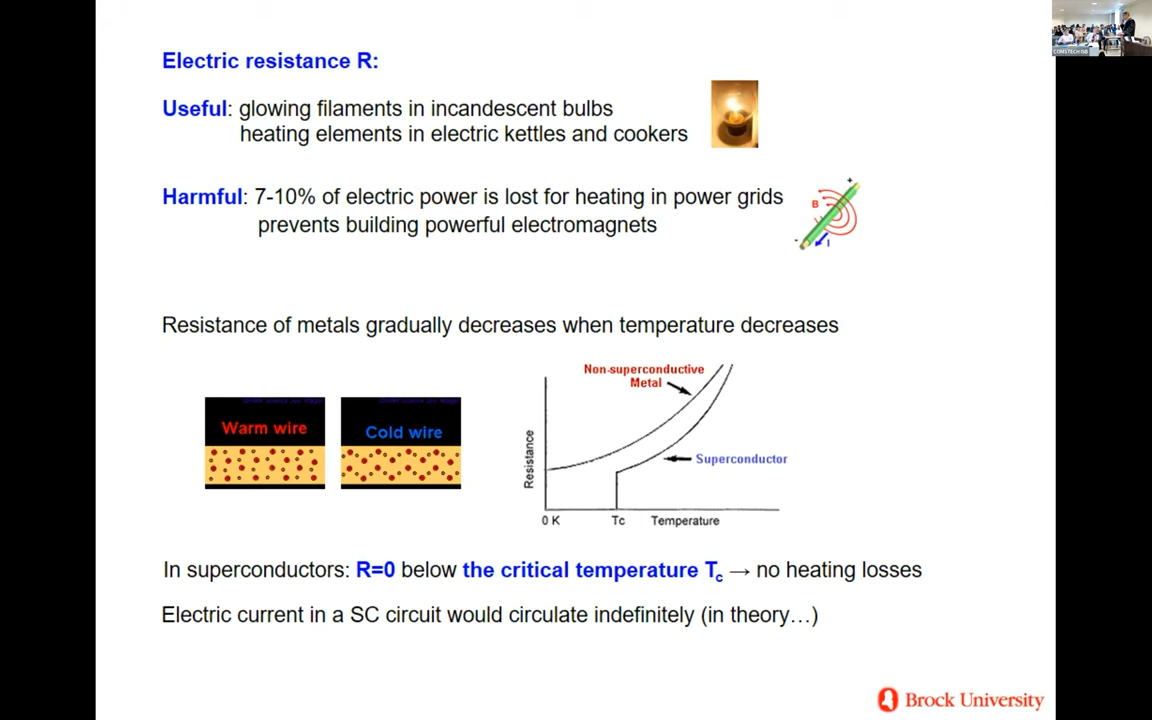 COMSTECH ISB
Electric resistance R:
Useful: glowing filaments in incandescent bulbs
heating elements in electric kettles and cookers
Harmful: 7-10% of electric power is lost for heating in power grids
prevents building powerful electromagnets
+
B
-
I
Resistance of metals gradually decreases when temperature decreases
Warm wire
Cold wire
Non-superconductive
Metal
Resistance
Superconductor
0 K
Tc
Temperature
In superconductors: R=0 below the critical temperature Tc → no heating losses
Electric current in a SC circuit would circulate indefinitely (in theory…)
Brock University